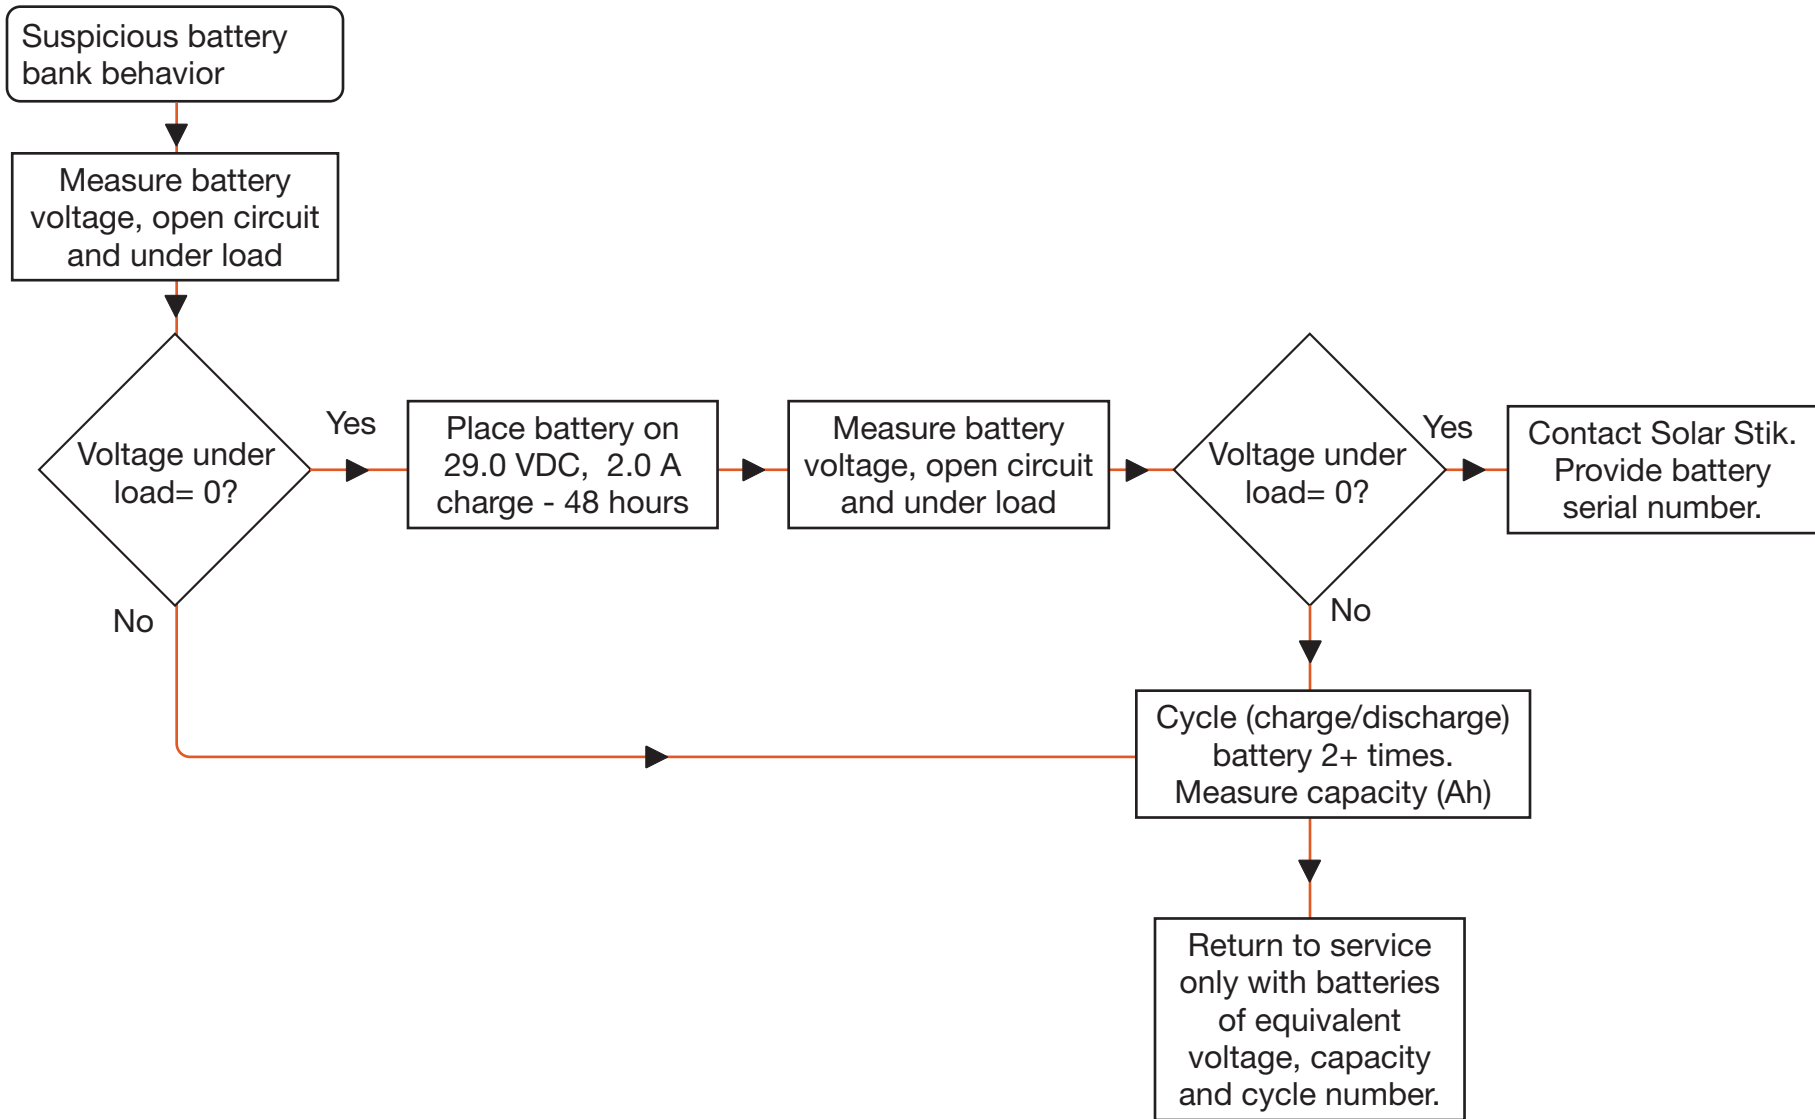 Suspicious battery
bank behavior
Measure battery
voltage, open circuit
and under load
Voltage under
load= 0?
Yes
No
Place battery on
29.0 VDC,  2.0 A
charge - 48 hours
Measure battery
voltage, open circuit
and under load
Voltage under
load= 0?
Yes
No
Contact Solar Stik.
Provide battery
serial number.
Cycle (charge/discharge)
battery 2+ times.
Measure capacity (Ah)
Return to service
only with batteries
of equivalent
voltage, capacity
and cycle number.